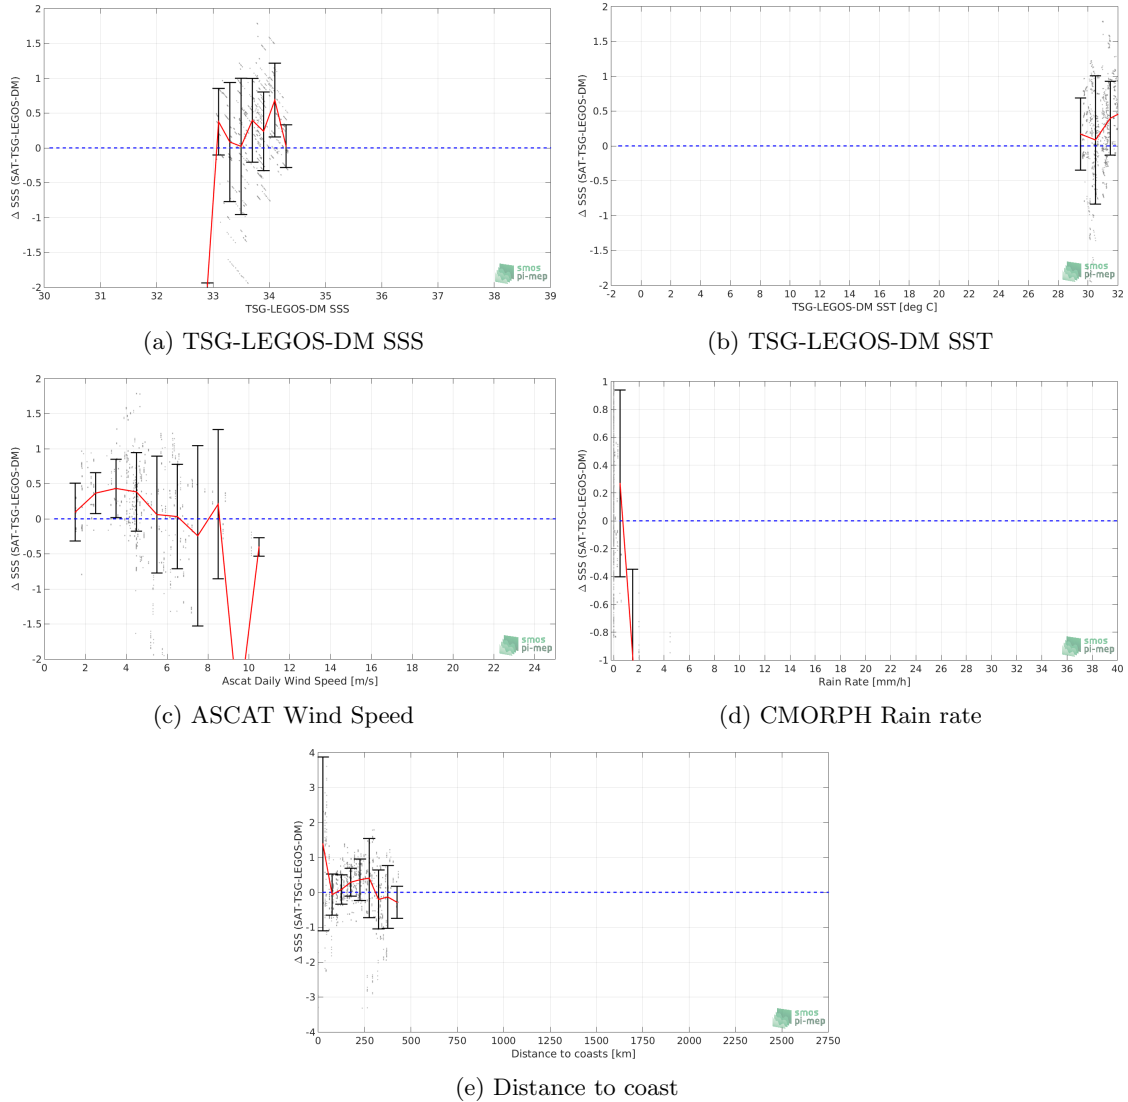 2
1.5
1
0.5
0
-0.5
-1
-1.5
-2
Δ SSS (SAT-TSG-LEGOS-DM)
30 31 32 33 34 35 36 37 38 39
TSG-LEGOS-DM SSS
smos
pi-mep
(a) TSG-LEGOS-DM SSS
2
1.5
1
0.5
0
-0.5
-1
-1.5
-2
Δ SSS (SAT-TSG-LEGOS-DM)
-2 0 2 4 6 8 10 12 14 16 18 20 22 24 26 28 30 32
TSG-LEGOS-DM SST [deg C]
smos
pi-mep
(b) TSG-LEGOS-DM SST
2
1.5
1
0.5
0
-0.5
-1
-1.5
-2
Δ SSS (SAT-TSG-LEGOS-DM)
2 4 6 8 10 12 14 16 18 20 22 24
Ascat Daily Wind Speed [m/s]
smos
pi-mep
(c) ASCAT Wind Speed
1
0.8
0.6
0.4
0.2
0
-0.2
-0.4
-0.6
-0.8
-1
Δ SSS (SAT-TSG-LEGOS-DM)
0 2 4 6 8 10 12 14 16 18 20 22 24 26 28 30 32 34 36 38 40
Rain Rate [mm/h]
smos
pi-mep
(d) CMORPH Rain rate
4
3
2
1
0
-1
-2
-3
-4
Δ SSS (SAT-TSG-LEGOS-DM)
0 250 500 750 1000 1250 1500 1750 2000 2250 2500 2750
Distance to coasts [km]
smos
pi-mep
(e) Distance to coast